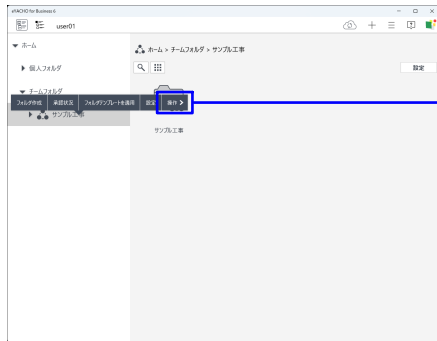 eYACHO for Business 6
user01
ホーム
個人フォルダ
チームフォルダ
サンプル工事
ホーム > チームフォルダ > サンプル工事
設定
フォルダ作成 承認状況 フォルダテンプレートを適用 設定 操作 >
サンプル工事